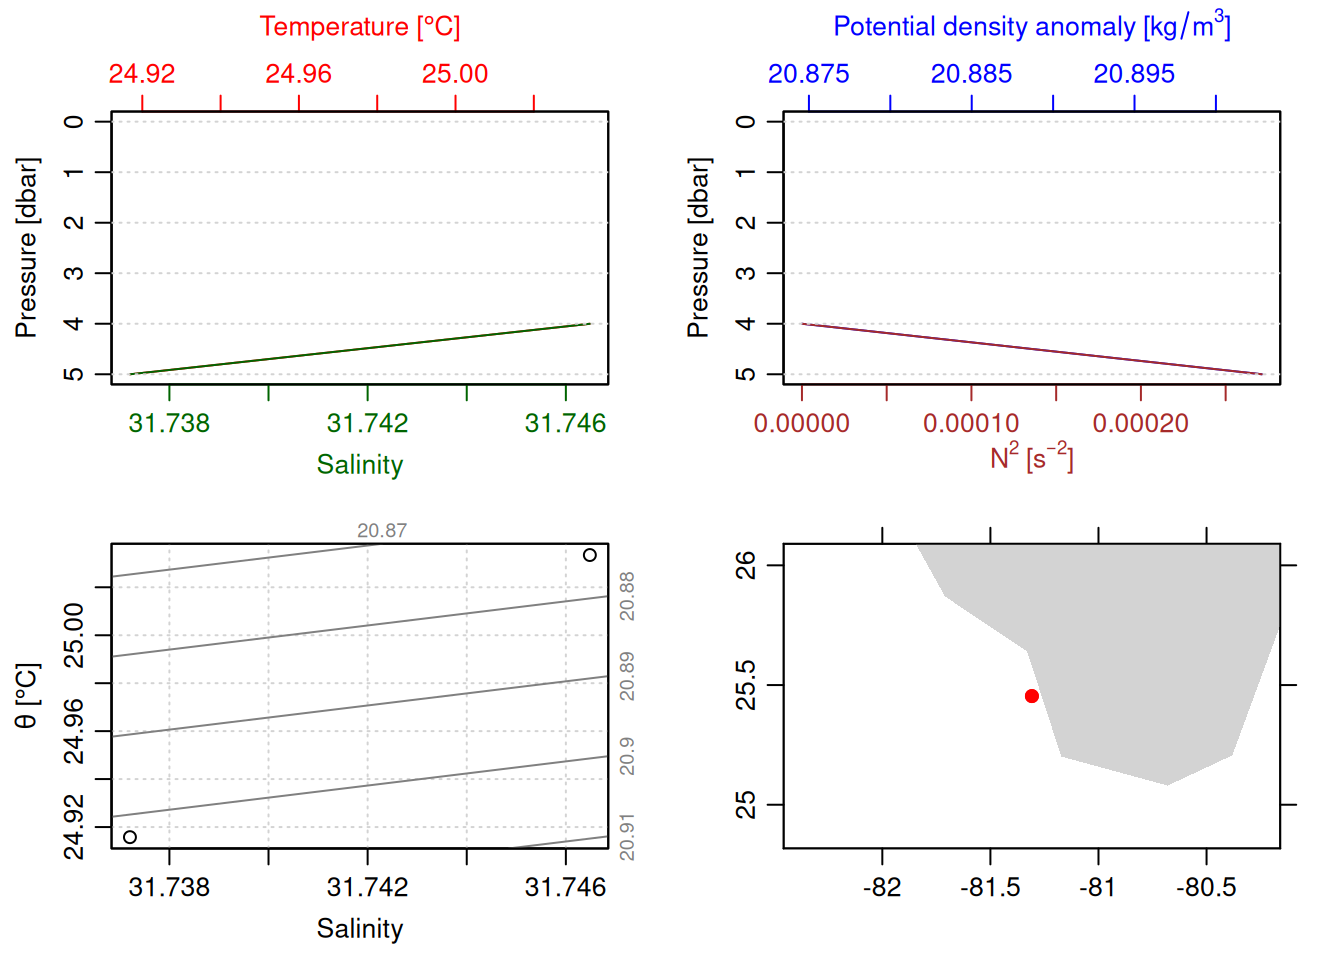 Temperature [°C]
24.92 24.96 25.00
Pressure [dbar]
0
1
2
3
4
5
31.738 31.742 31.746
Salinity
Potential density anomaly [kg/m³]
20.875 20.885 20.895
Pressure [dbar]
0
1
2
3
4
5
0.00000 0.00010 0.00020
N² [s⁻²]
20.87
θ [°C]
25.00
24.96
24.92
20.88
20.89
20.9
20.91
31.738 31.742 31.746
Salinity
26
25.5
25
-82 -81.5 -81 -80.5